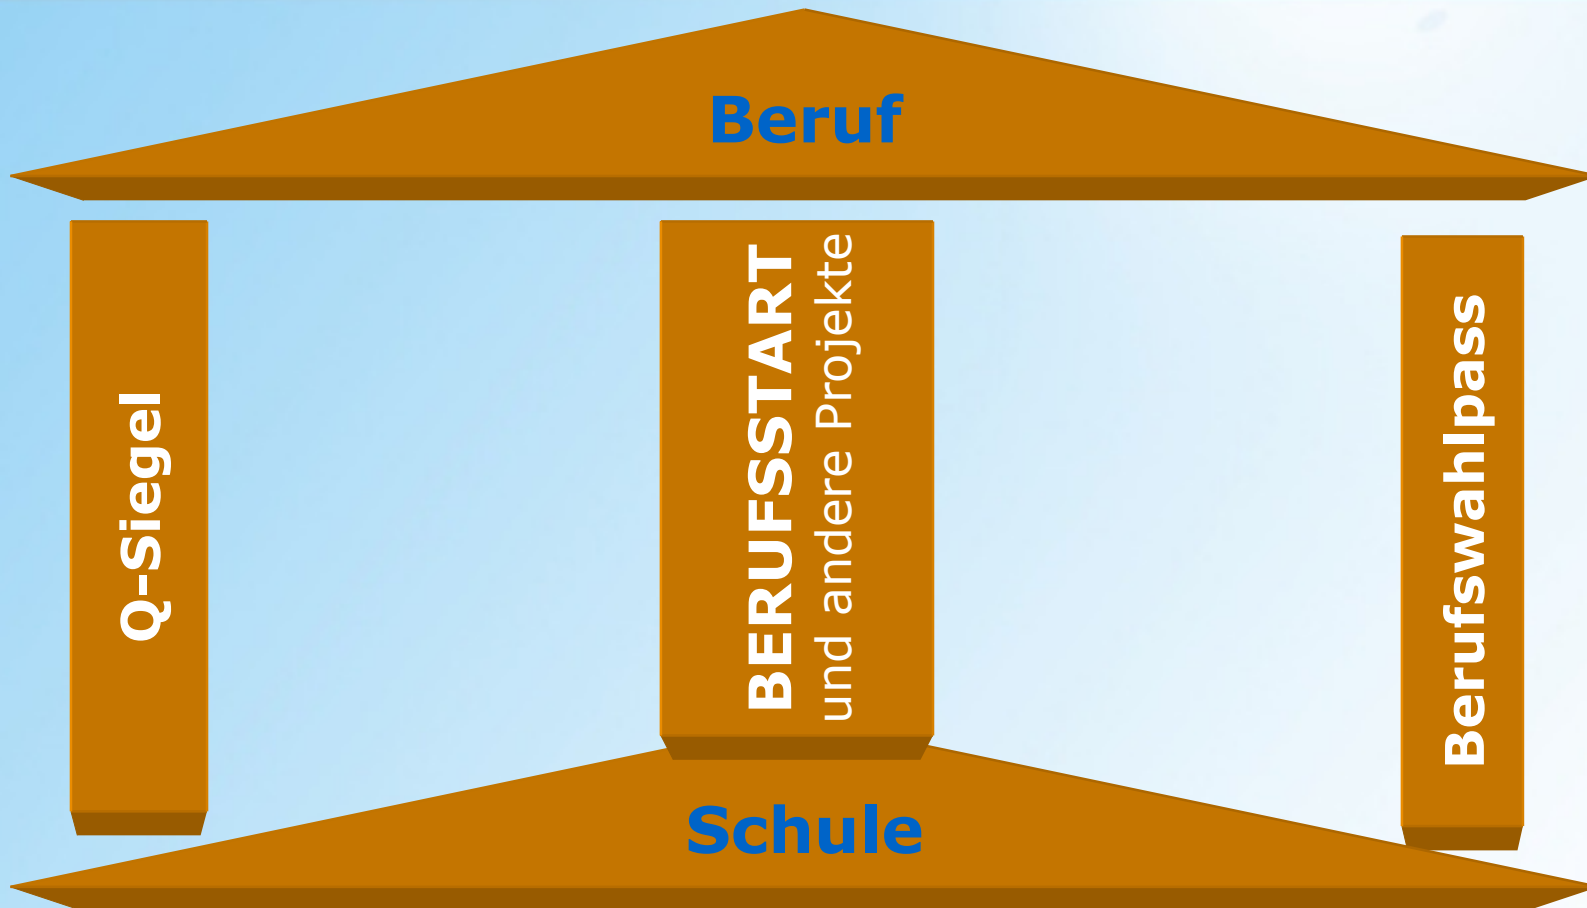 Beruf
Q-Siegel
BERUFSSTART
und andere Projekte
Berufswahlpass
Schule